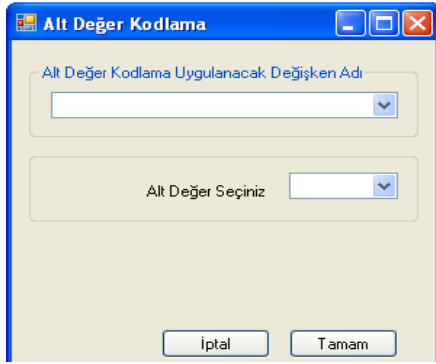 Alt Değer Kodlama
Alt Değer Kodlama Uygulanacak Değişken Adı
Alt Değer Seçiniz
İptal
Tamam